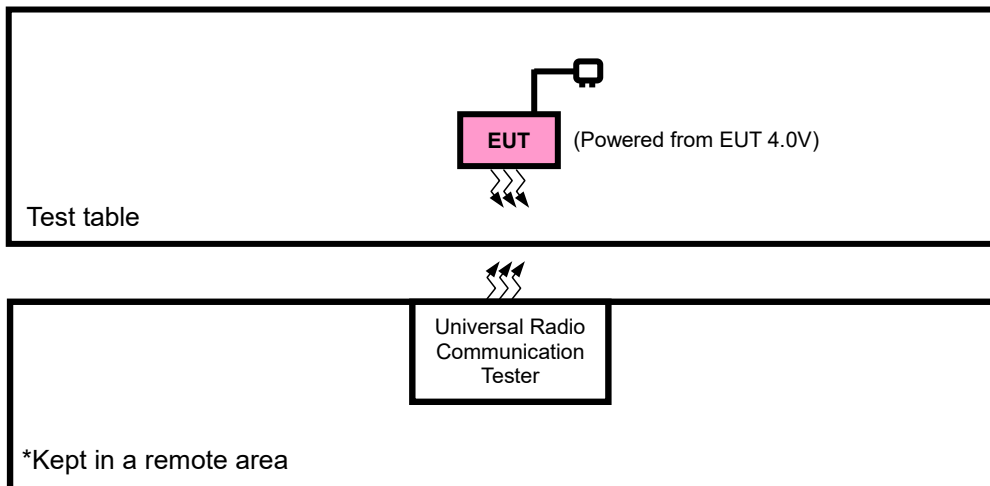 EUT
(Powered from EUT 4.0V)
Test table
Universal Radio
Communication
Tester
*Kept in a remote area